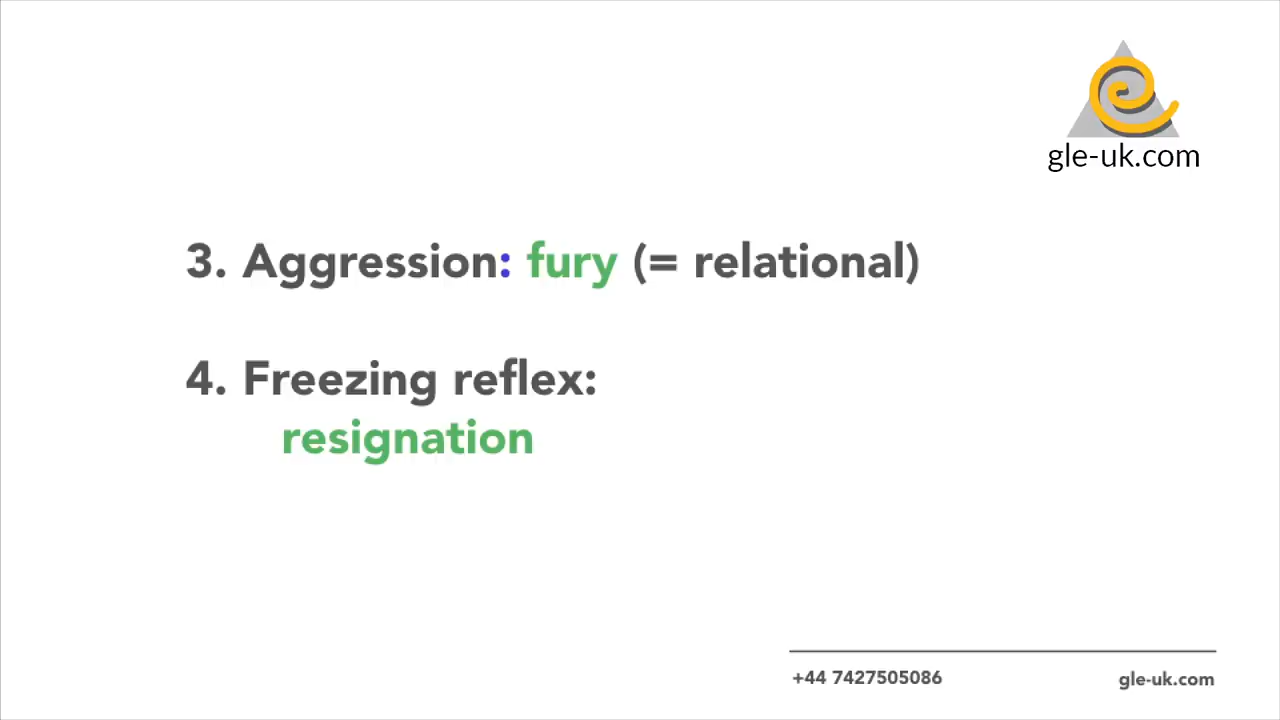 gle-uk.com
3. Aggression: fury (= relational)
4. Freezing reflex:
resignation
+44 7427505086
gle-uk.com